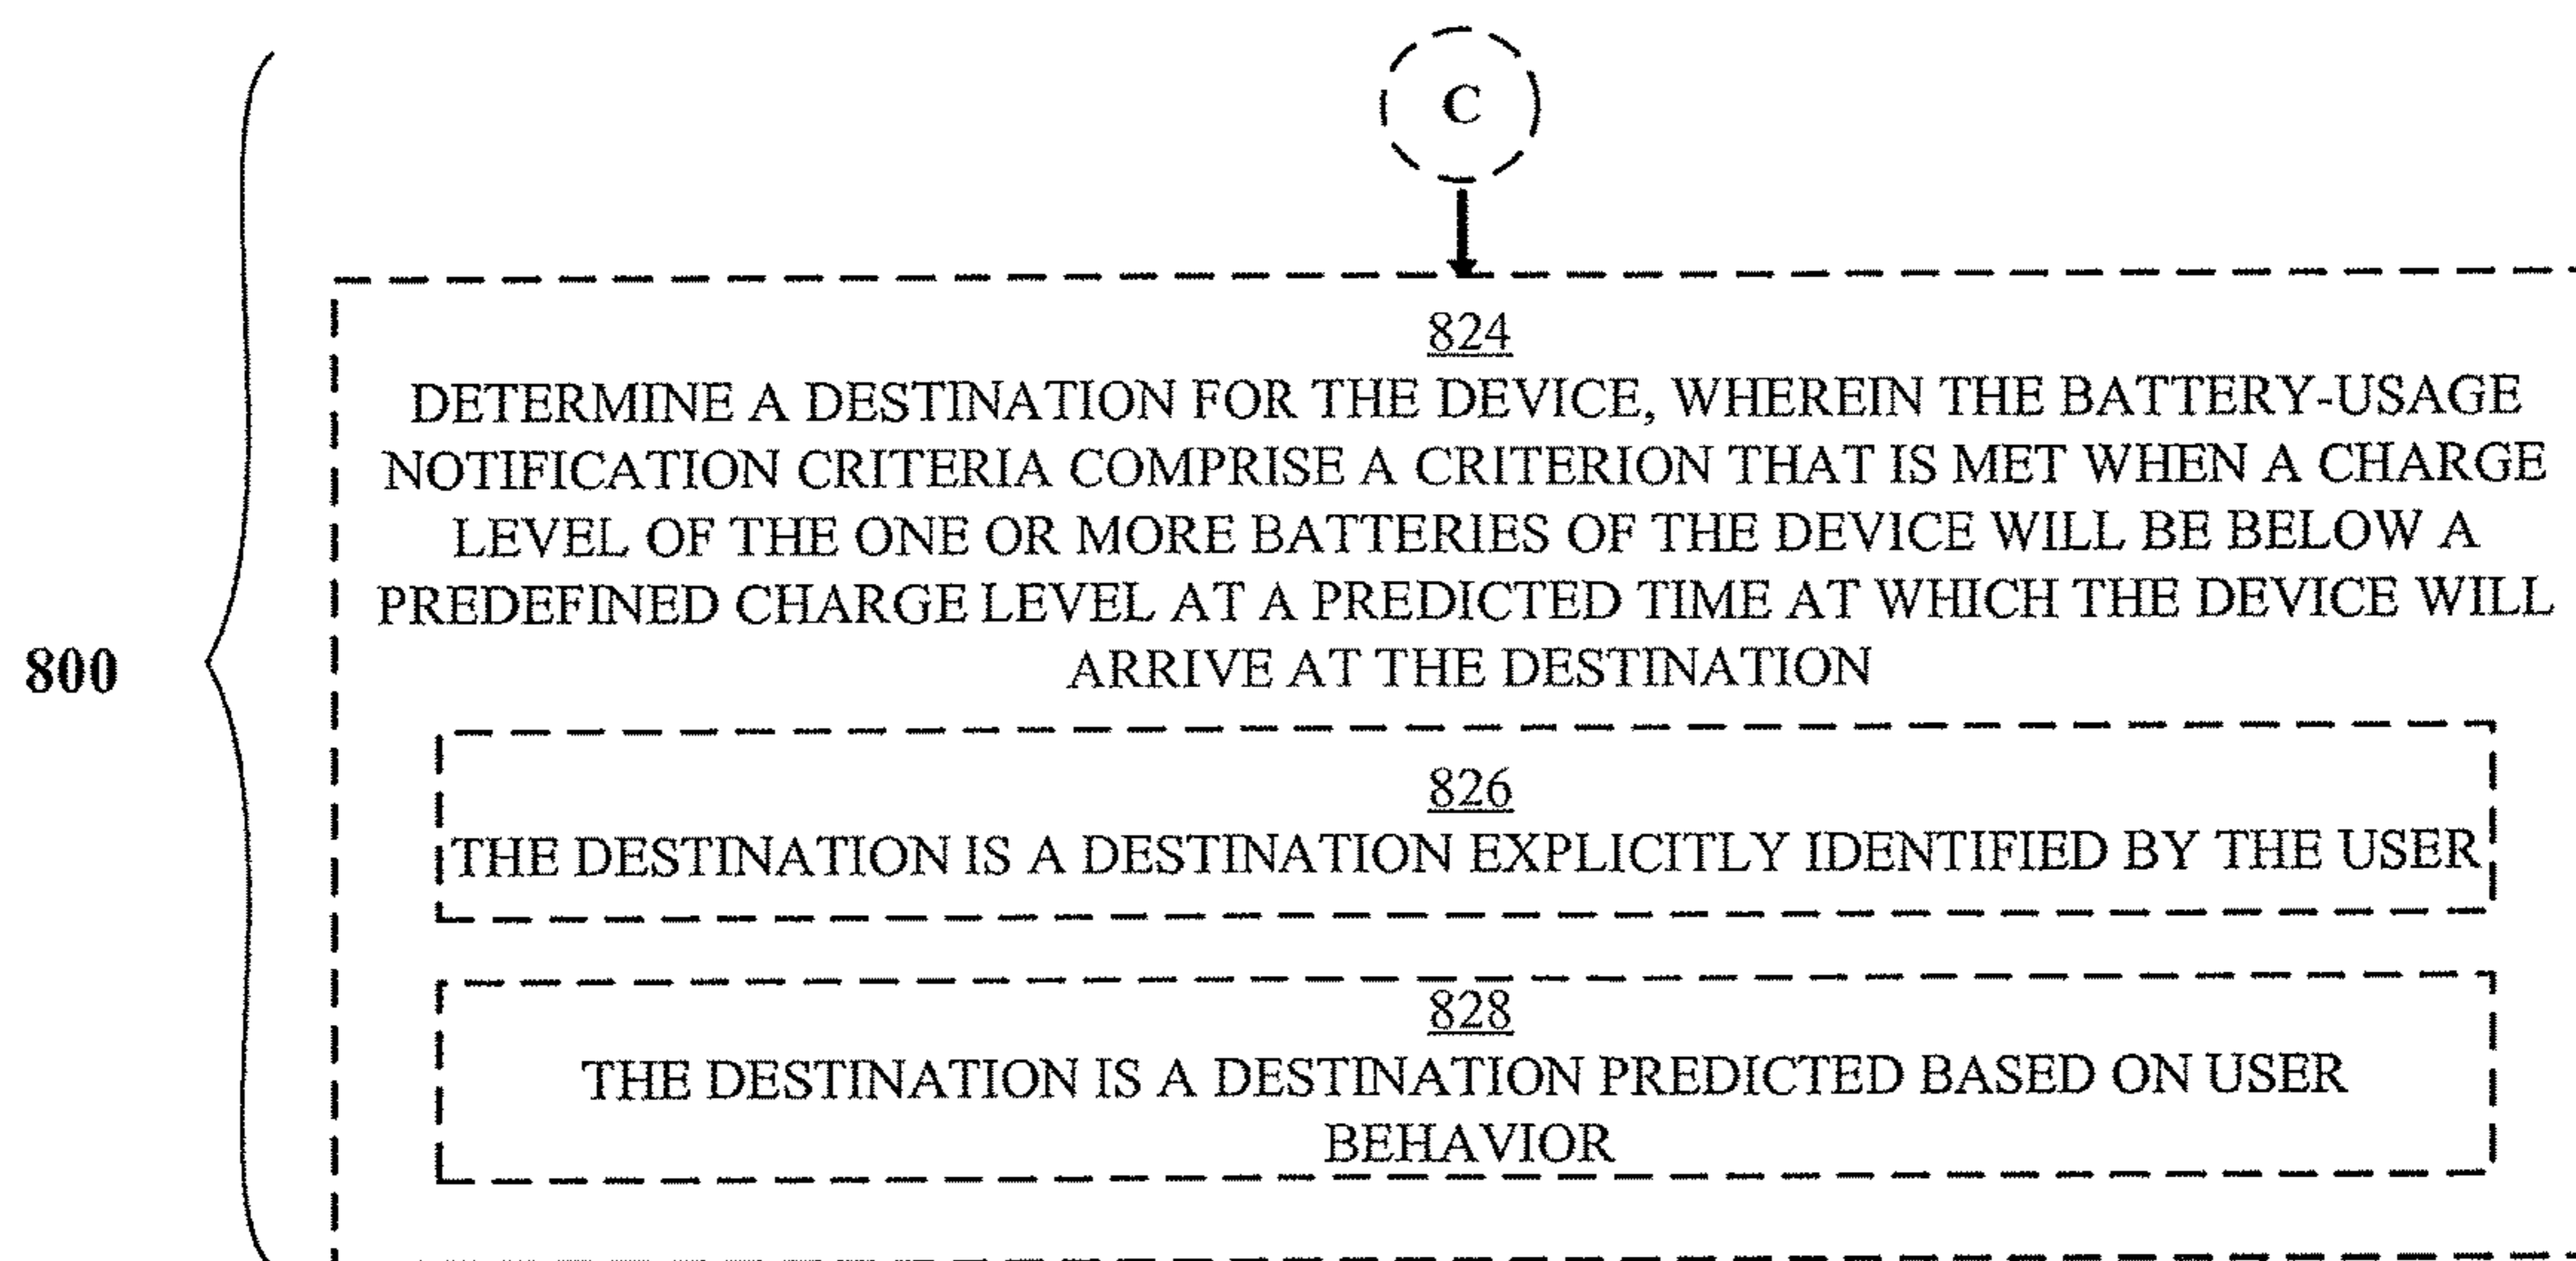 C
824
DETERMINE A DESTINATION FOR THE DEVICE, WHEREIN THE BATTERY-USAGE
NOTIFICATION CRITERIA COMPRISE A CRITERION THAT IS MET WHEN A CHARGE
LEVEL OF THE ONE OR MORE BATTERIES OF THE DEVICE WILL BE BELOW A
PREDEFINED CHARGE LEVEL AT A PREDICTED TIME AT WHICH THE DEVICE WILL
ARRIVE AT THE DESTINATION
800
826
THE DESTINATION IS A DESTINATION EXPLICITLY IDENTIFIED BY THE USER
828
THE DESTINATION IS A DESTINATION PREDICTED BASED ON USER
BEHAVIOR